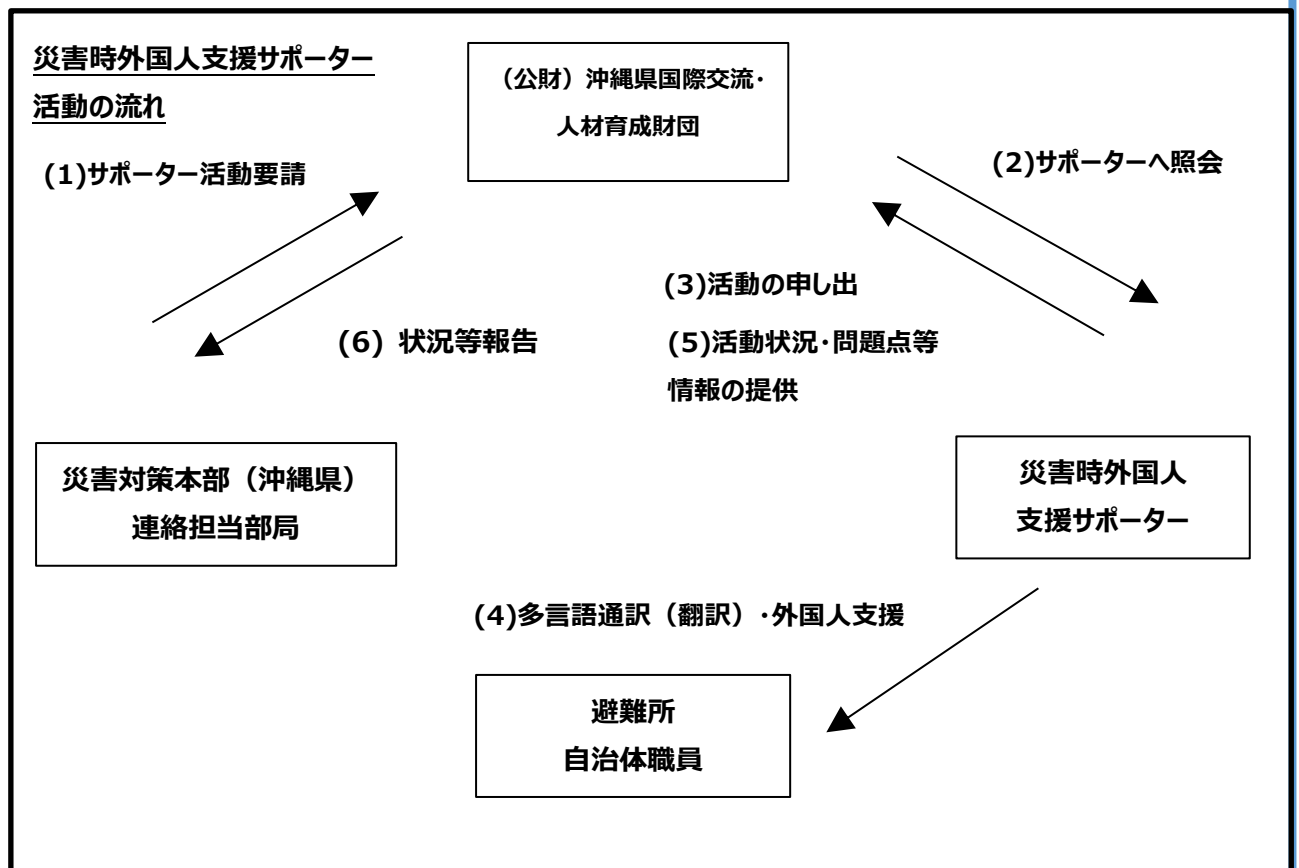 災害時外国人支援サポーター
活動の流れ
（公財）沖縄県国際交流・
人材育成財団
(1)サポーター活動要請
(2)サポーターへ照会
(3)活動の申し出
(6) 状況等報告
(5)活動状況・問題点等
情報の提供
災害対策本部（沖縄県）
連絡担当部局
災害時外国人
支援サポーター
(4)多言語通訳（翻訳）・外国人支援
避難所
自治体職員